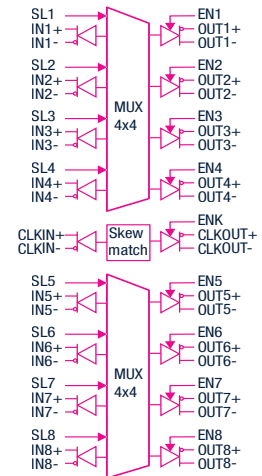 SL1 EN1
IN1+ OUT1+
IN1- OUT1-
SL2 EN2
IN2+ OUT2+
IN2- OUT2-
MUX
4x4
SL3 EN3
IN3+ OUT3+
IN3- OUT3-
SL4 EN4
IN4+ OUT4+
IN4- OUT4-
ENK
CLKIN+ Skew CLKOUT+
CLKIN- match CLKOUT-
SL5 EN5
IN5+ OUT5+
IN5- OUT5-
SL6 EN6
IN6+ OUT6+
IN6- OUT6-
MUX
4x4
SL7 EN7
IN7+ OUT7+
IN7- OUT7-
SL8 EN8
IN8+ OUT8+
IN8- OUT8-